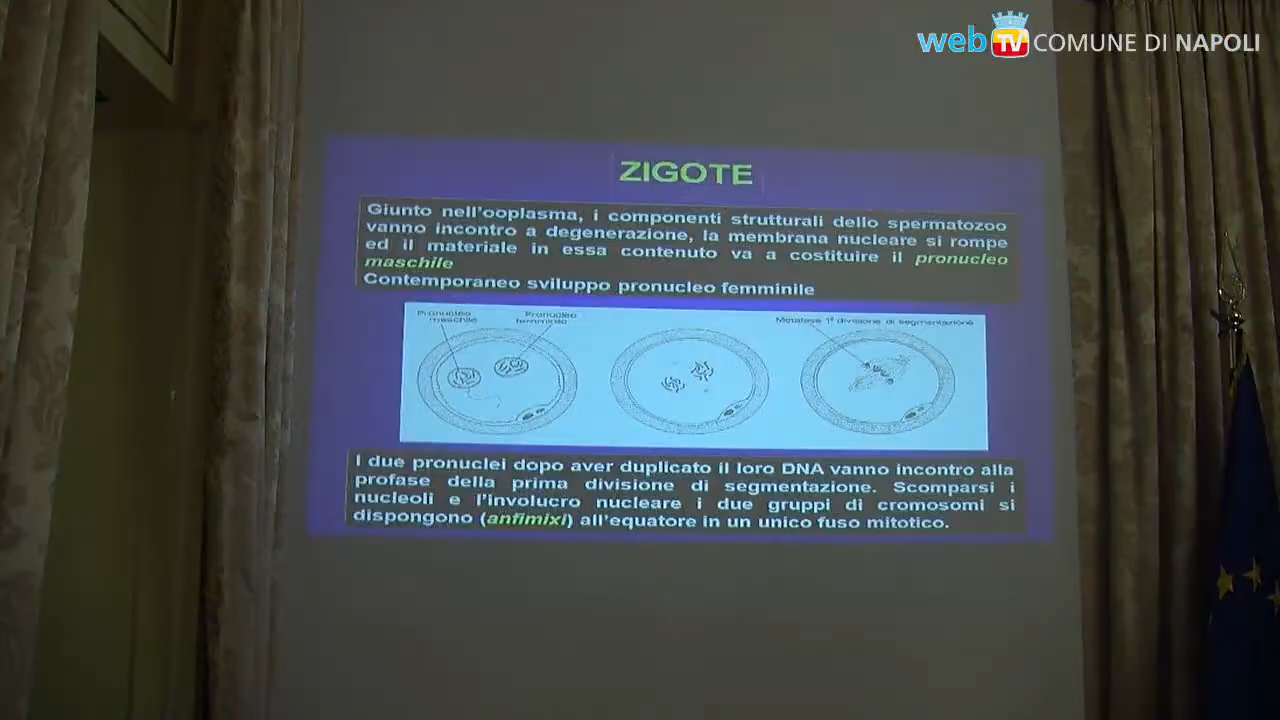 web TV COMUNE DI NAPOLI
ZIGOTE
Giunto nell'ooplasma, i componenti strutturali dello spermatozoo
vanno incontro a degenerazione, la membrana nucleare si rompe
ed il materiale in essa contenuto va a costituire il pronucleo
maschile
Contemporaneo sviluppo pronucleo femminile
Pronucleo
maschile
Pronucleo
femminile
Metafase 1ª divisione di segmentazione
I due pronuclei dopo aver duplicato il loro DNA vanno incontro alla
profase della prima divisione di segmentazione. Scomparsi i
nucleoli e l'involucro nucleare i due gruppi di cromosomi si
dispongono (anfimixi) all'equatore in un unico fuso mitotico.